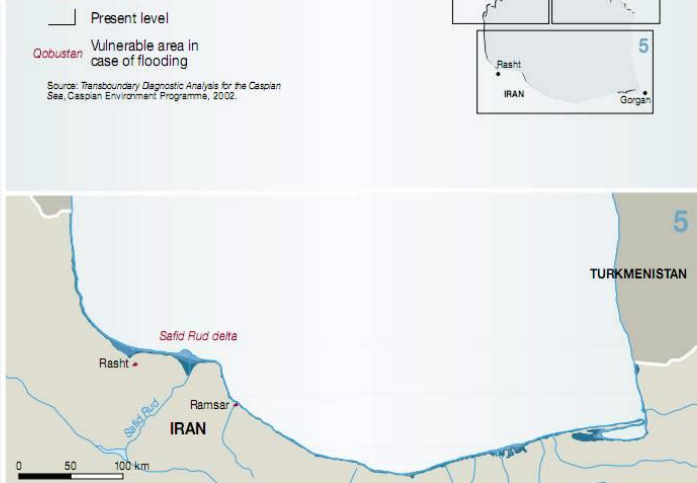 Present level
Qobustan
Vulnerable area in
case of flooding
Source: Transboundary Diagnostic Analysis for the Caspian
Sea, Caspian Environment Programme, 2002.
5
Rasht
IRAN
Gorgan
5
TURKMENISTAN
Safid Rud delta
Rasht
Ramsar
Safid Rud
IRAN
0 50 100 km